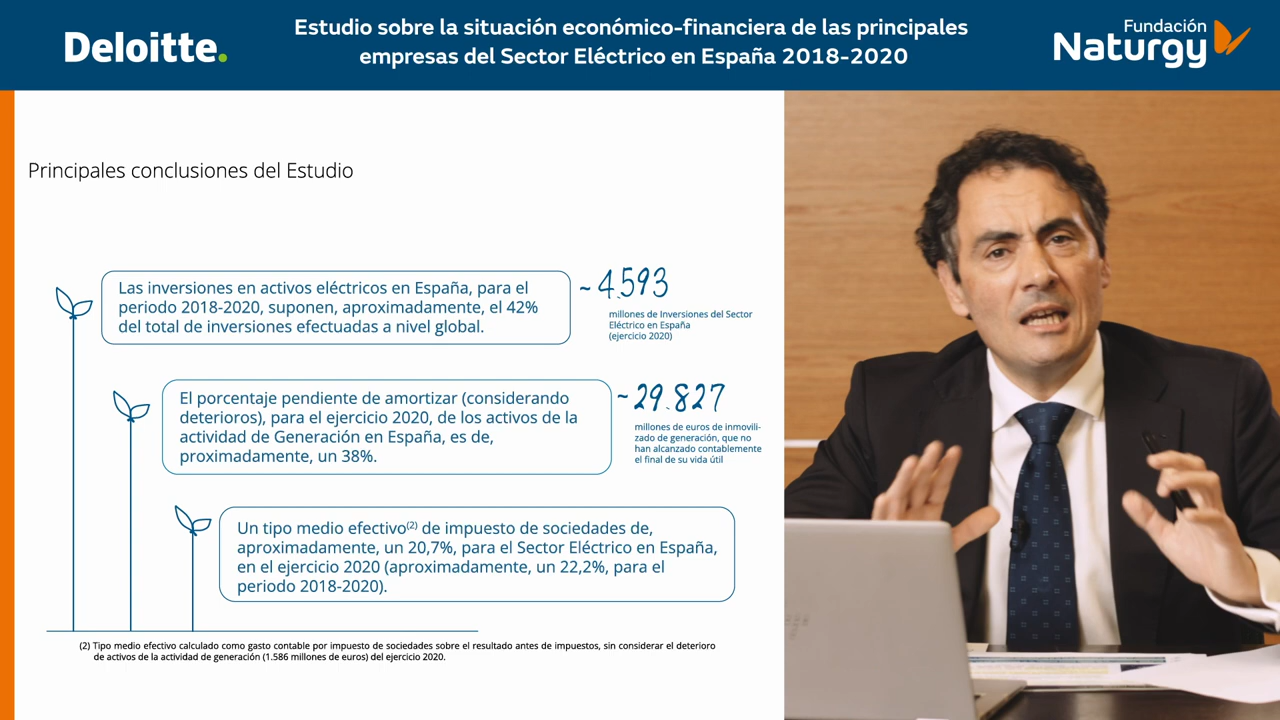 Deloitte.
Estudio sobre la situación económico-financiera de las principales
empresas del Sector Eléctrico en España 2018-2020
Fundación
Naturgy
Principales conclusiones del Estudio
Las inversiones en activos eléctricos en España, para el
periodo 2018-2020, suponen, aproximadamente, el 42%
del total de inversiones efectuadas a nivel global.
~4.593
millones de Inversiones del Sector
Eléctrico en España
(ejercicio 2020)
El porcentaje pendiente de amortizar (considerando
deterioros), para el ejercicio 2020, de los activos de la
actividad de Generación en España, es de,
proximadamente, un 38%.
~29.827
millones de euros de inmovili-
zado de generación, que no
han alcanzado contablemente
el final de su vida útil
Un tipo medio efectivo(2) de impuesto de sociedades de,
aproximadamente, un 20,7%, para el Sector Eléctrico en España,
en el ejercicio 2020 (aproximadamente, un 22,2%, para el
periodo 2018-2020).
(2) Tipo medio efectivo calculado como gasto contable por impuesto de sociedades sobre el resultado antes de impuestos, sin considerar el deterioro
de activos de la actividad de generación (1.586 millones de euros) del ejercicio 2020.